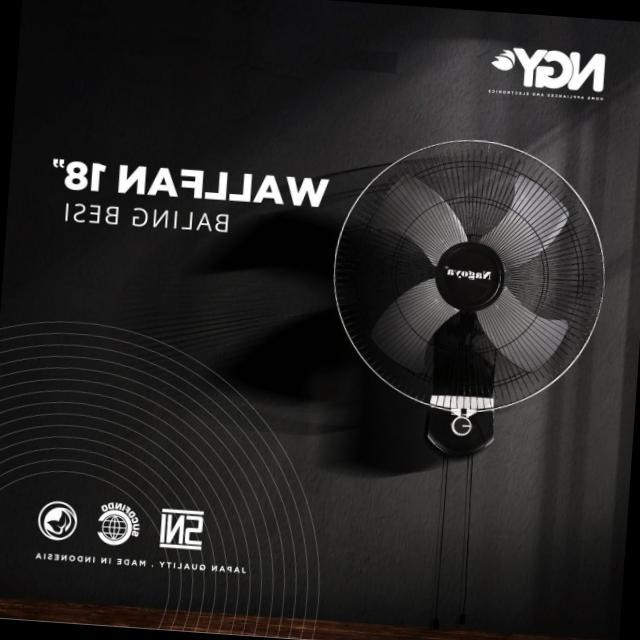 NGY
HOME APPLIANCES AND ELECTRONICS
WALLFAN 18"
BALING BESI
Nagoya
SUCOFINDO
SNI
JAPAN QUALITY . MADE IN INDONESIA